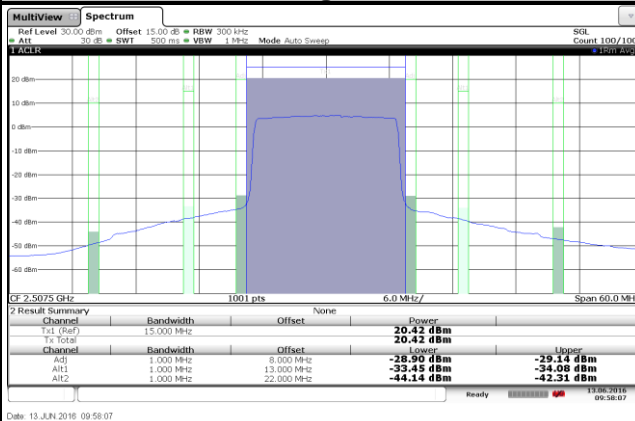 MultiView Spectrum
Ref Level 30.00 dBm Offset 15.00 dB RBW 300 kHz SGL
Att 30 dB SWT 500 ms VBW 1 MHz Mode Auto Sweep Count 100/100
1 ACLR 1Rm Avg
20 dBm
10 dBm
0 dBm
-10 dBm
-20 dBm
-30 dBm
-40 dBm
-50 dBm
-60 dBm
CF 2.5075 GHz 1001 pts 6.0 MHz/ Span 60.0 MHz
2 Result Summary None
Channel Bandwidth Offset Power
Tx1 (Ref) 15.000 MHz 20.42 dBm
Tx Total 20.42 dBm
Channel Bandwidth Offset Lower Upper
Adj 1.000 MHz 8.000 MHz -28.90 dBm -29.14 dBm
Alt1 1.000 MHz 13.000 MHz -33.45 dBm -34.08 dBm
Alt2 1.000 MHz 22.000 MHz -44.14 dBm -42.31 dBm
Ready 13.06.2016
09:58:07
Date: 13.JUN.2016 09:58:07